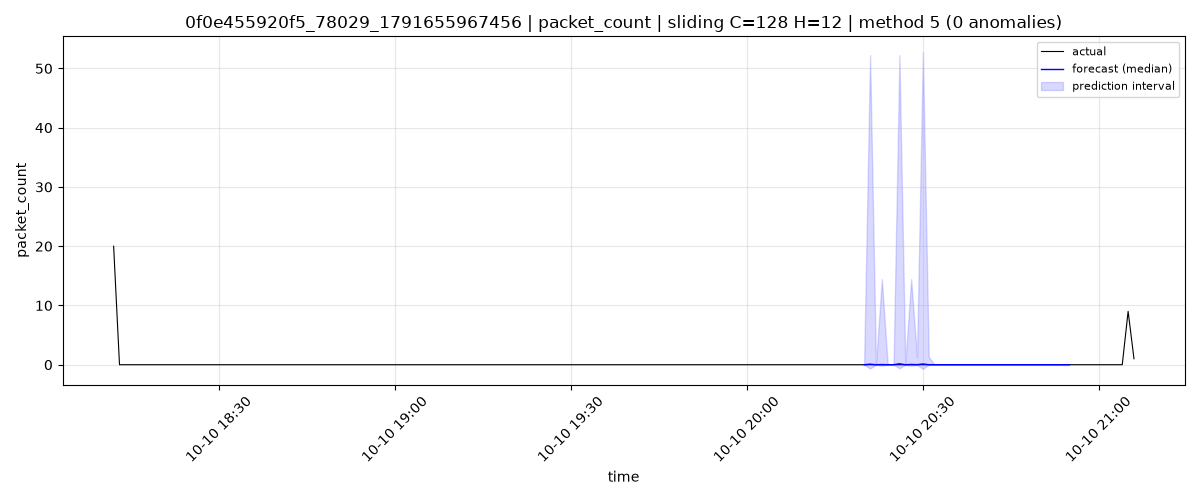 0f0e455920f5_78029_1791655967456 | packet_count | sliding C=128 H=12 | method 5 (0 anomalies)
actual
forecast (median)
prediction interval
packet_count
50
40
30
20
10
0
10-10 18:30
10-10 19:00
10-10 19:30
10-10 20:00
10-10 20:30
10-10 21:00
time